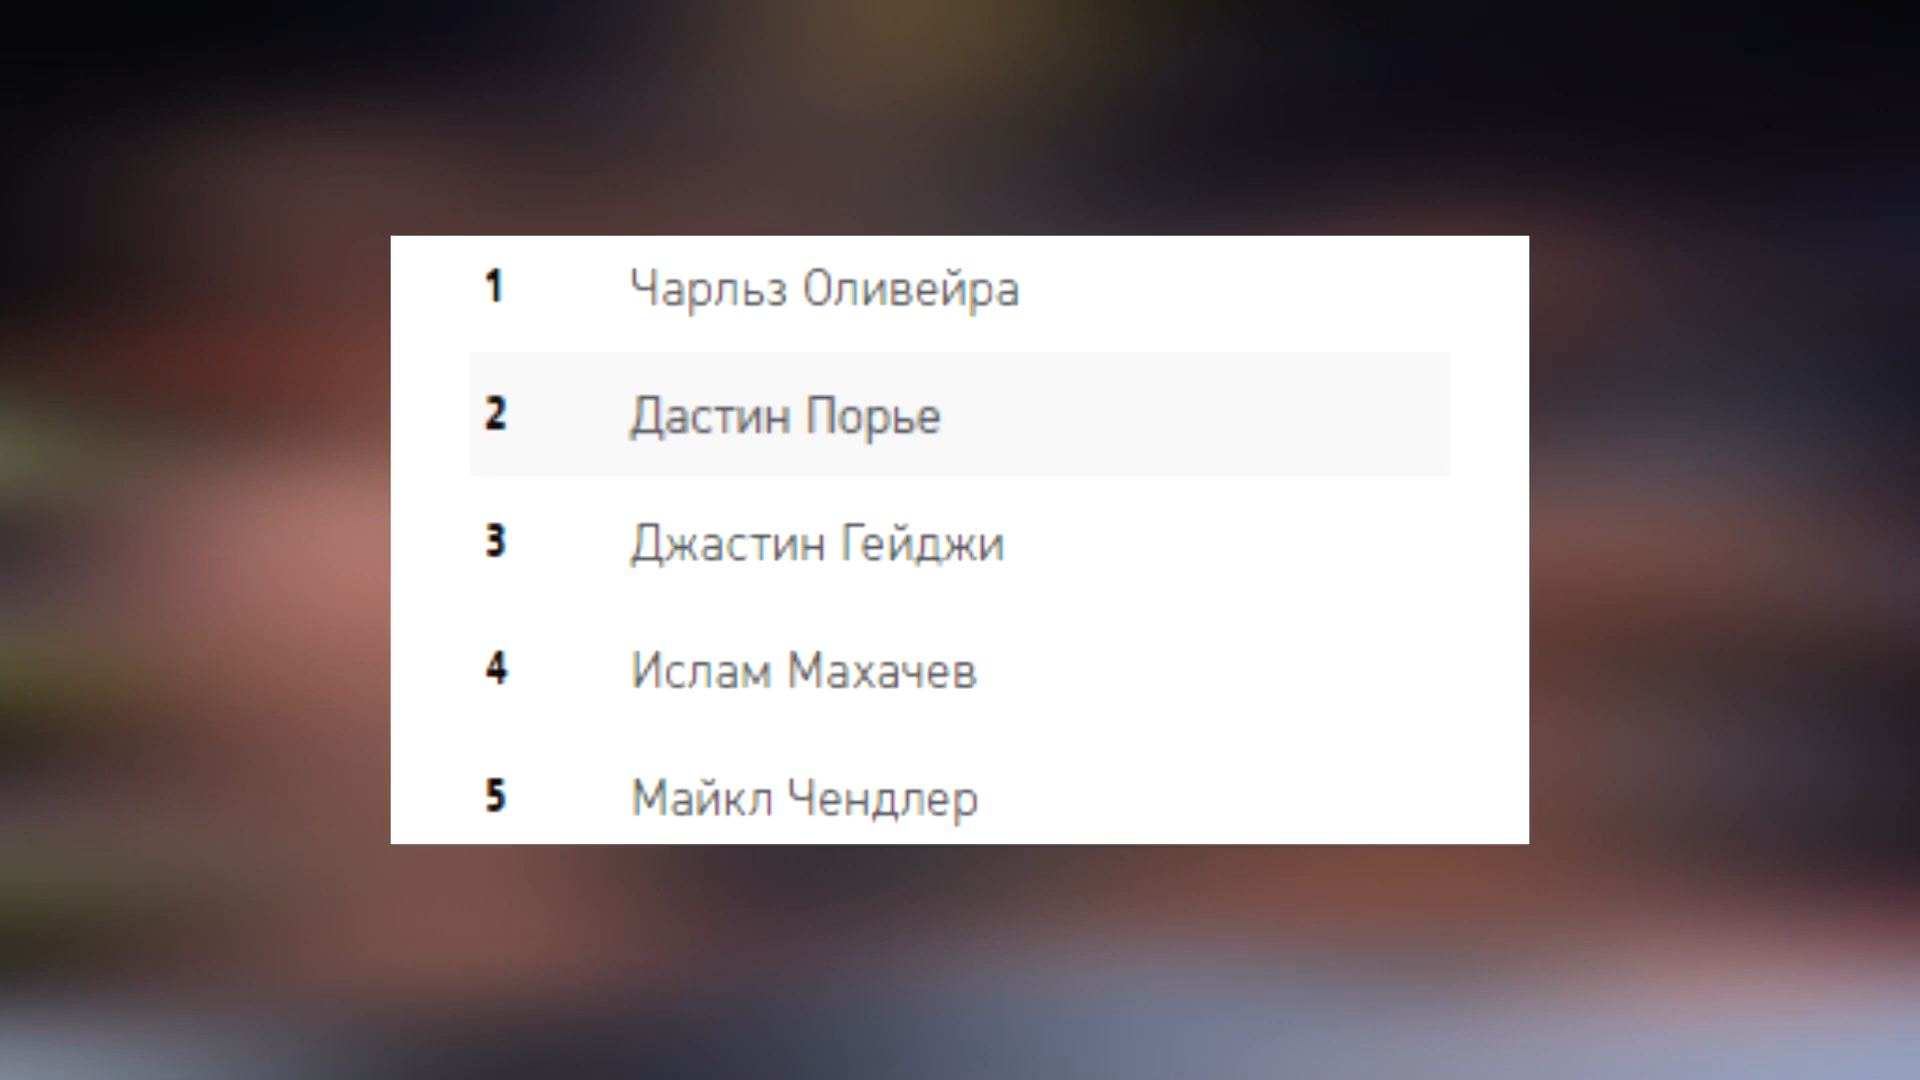 1 Чарльз Оливейра
2 Дастин Порье
3 Джастин Гейджи
4 Ислам Махачев
5 Майкл Чендлер